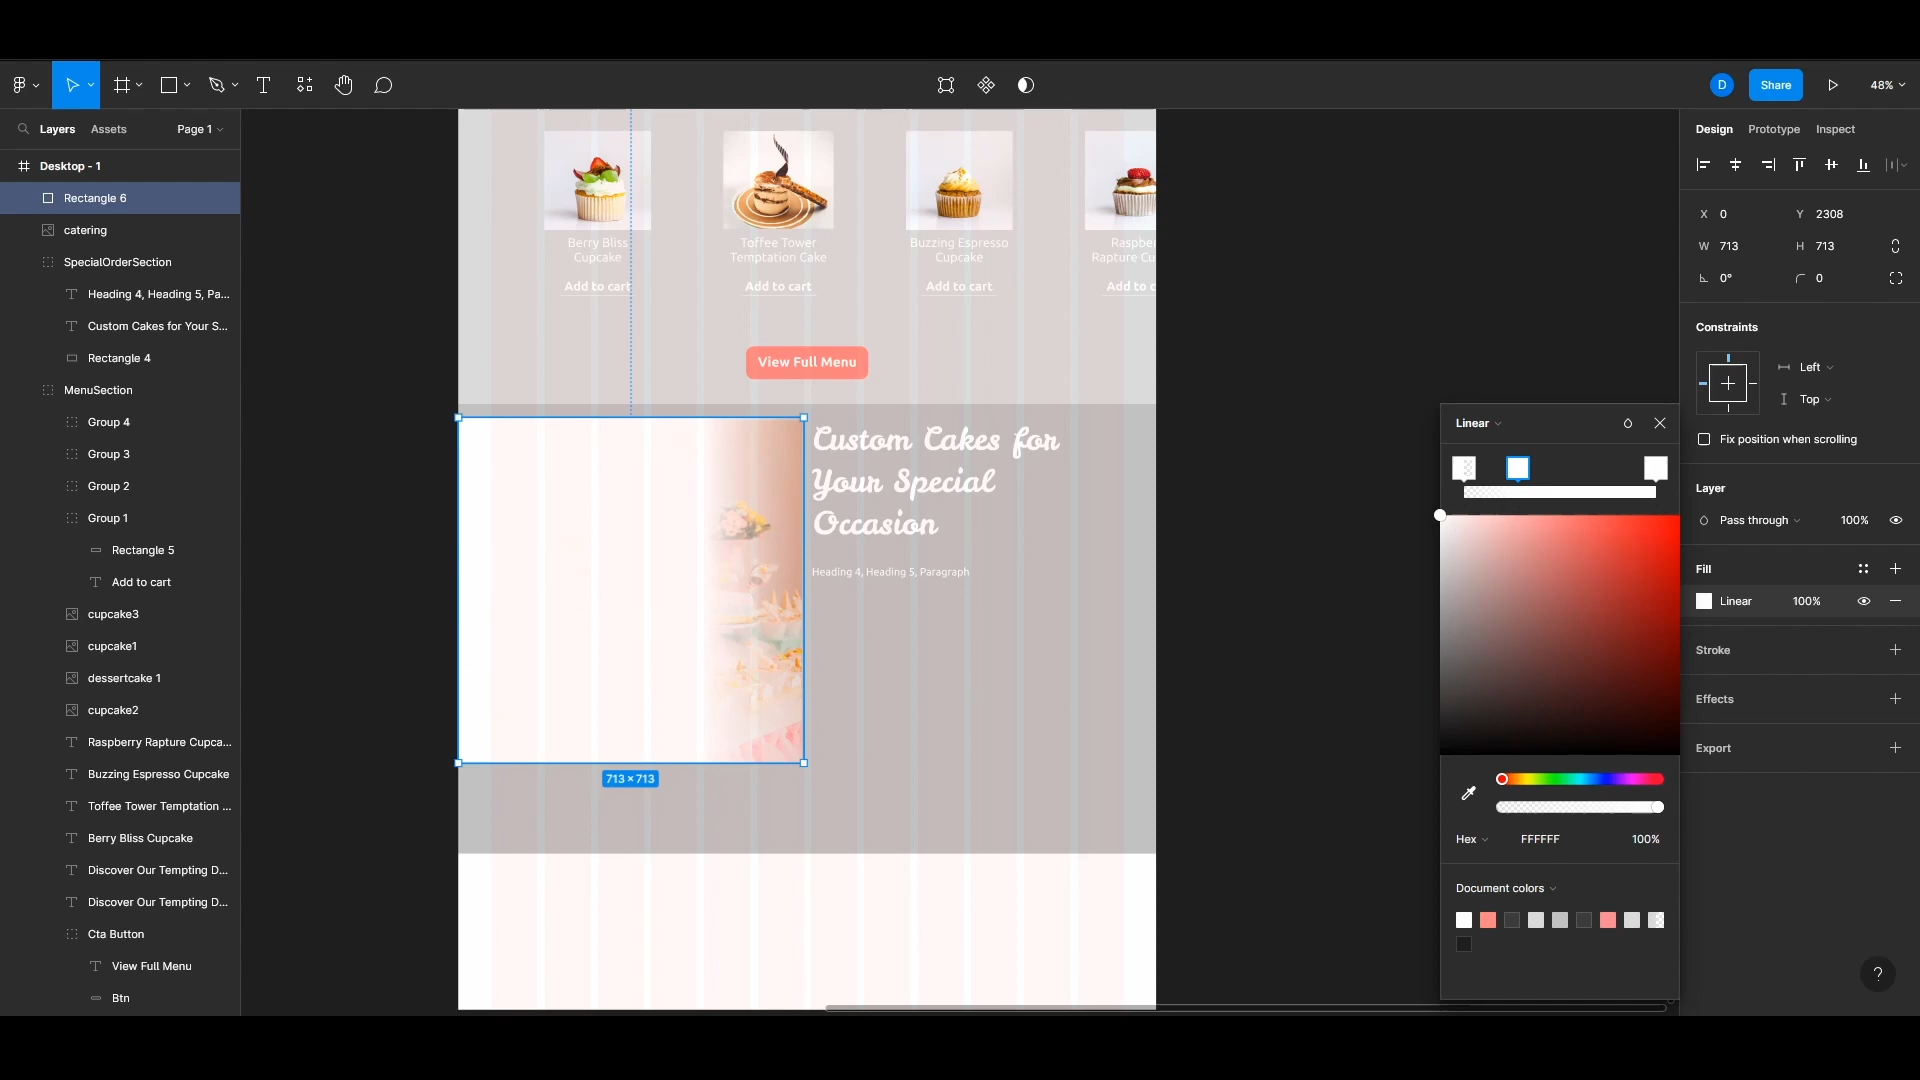 D
Share
48%
Layers
Assets
Page 1
Desktop - 1
Rectangle 6
catering
SpecialOrderSection
Heading 4, Heading 5, Pa...
Custom Cakes for Your S...
Rectangle 4
MenuSection
Group 4
Group 3
Group 2
Group 1
Rectangle 5
Add to cart
cupcake3
cupcake1
dessertcake 1
cupcake2
Raspberry Rapture Cupca...
Buzzing Espresso Cupcake
Toffee Tower Temptation ...
Berry Bliss Cupcake
Discover Our Tempting D...
Discover Our Tempting D...
Cta Button
View Full Menu
Btn
Berry Bliss
Cupcake
Add to cart
Toffee Tower
Temptation Cake
Add to cart
Buzzing Espresso
Cupcake
Add to cart
Raspber
Rapture Cu
Add to c
View Full Menu
Custom Cakes for
Your Special
Occasion
Heading 4, Heading 5, Paragraph
713 × 713
Linear
Hex
FFFFFF
100%
Document colors
Design
Prototype
Inspect
X 0
Y 2308
W 713
H 713
0°
0
Constraints
Left
Top
Fix position when scrolling
Layer
Pass through
100%
Fill
Linear
100%
Stroke
Effects
Export
?